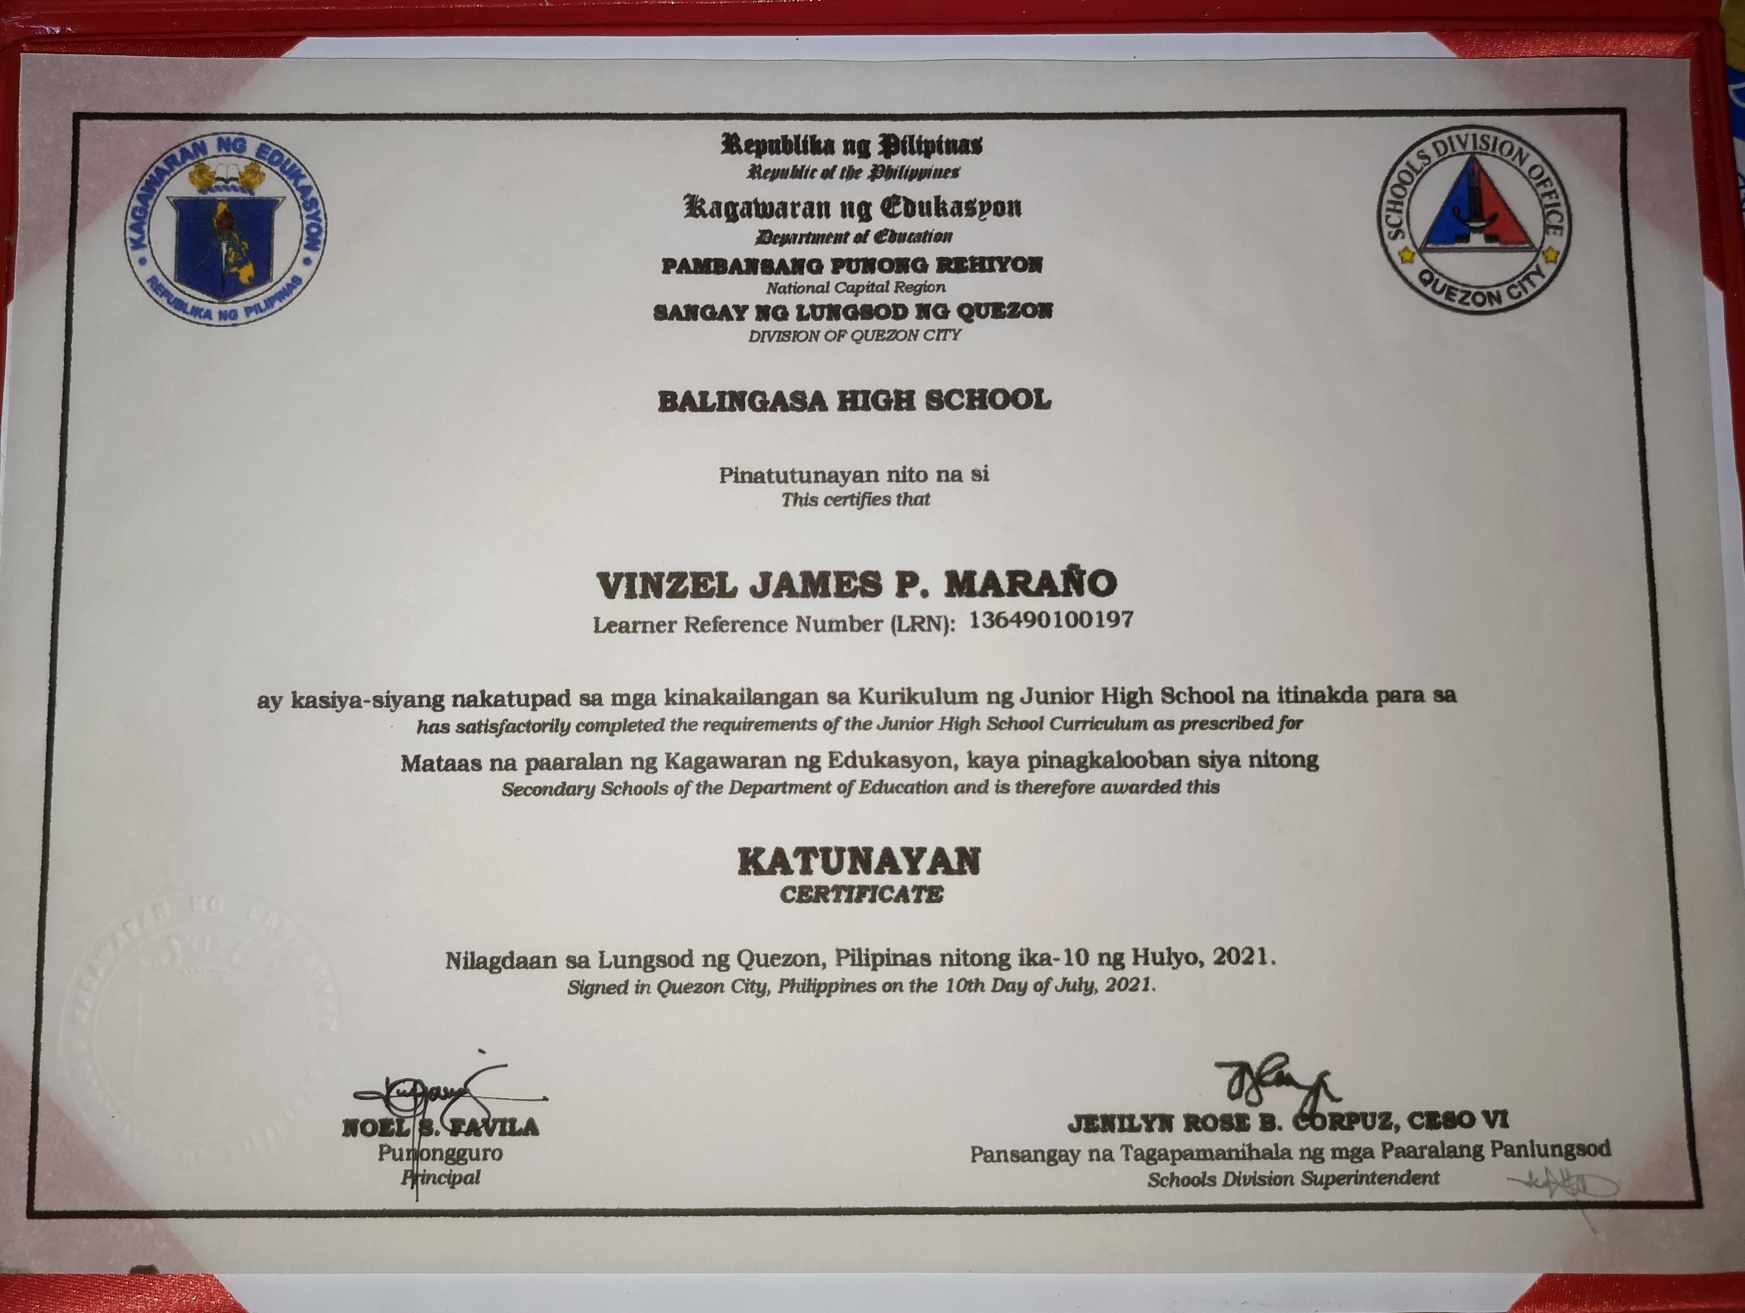 KAGAWARAN NG EDUKASYON
REPUBLIKA NG PILIPINAS
Republika ng Pilipinas
Republic of the Philippines
Kagawaran ng Edukasyon
Department of Education
PAMBANSANG PUNONG REHIYON
National Capital Region
SANGAY NG LUNGSOD NG QUEZON
DIVISION OF QUEZON CITY
SCHOOLS DIVISION OFFICE
QUEZON CITY
BALINGASA HIGH SCHOOL
Pinatutunayan nito na si
This certifies that
VINZEL JAMES P. MARAÑO
Learner Reference Number (LRN): 136490100197
ay kasiya-siyang nakatupad sa mga kinakailangan sa Kurikulum ng Junior High School na itinakda para sa
has satisfactorily completed the requirements of the Junior High School Curriculum as prescribed for
Mataas na paaralan ng Kagawaran ng Edukasyon, kaya pinagkalooban siya nitong
Secondary Schools of the Department of Education and is therefore awarded this
KATUNAYAN
CERTIFICATE
Nilagdaan sa Lungsod ng Quezon, Pilipinas nitong ika-10 ng Hulyo, 2021.
Signed in Quezon City, Philippines on the 10th Day of July, 2021.
NOEL S. FAVILA
Punongguro
Principal
JENILYN ROSE B. CORPUZ, CESO VI
Pansangay na Tagapamanihala ng mga Paaralang Panlungsod
Schools Division Superintendent